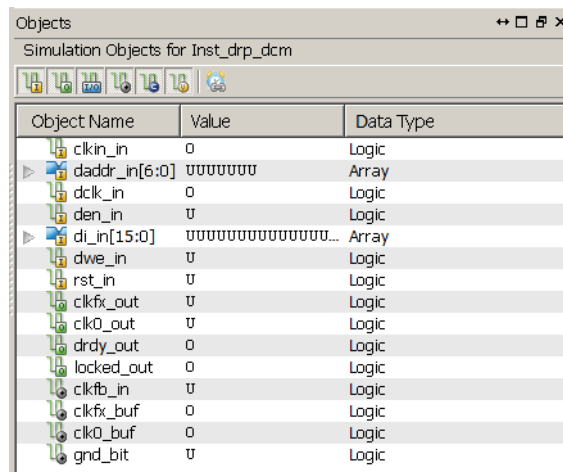 Objects
Simulation Objects for Inst_drp_dcm
I O I/O C U
Object Name Value Data Type
clkin_in 0 Logic
daddr_in[6:0] UUUUUUU Array
dclk_in 0 Logic
den_in U Logic
di_in[15:0] UUUUUUUUUUUUUU... Array
dwe_in U Logic
rst_in U Logic
clkfx_out U Logic
clk0_out U Logic
drdy_out 0 Logic
locked_out 0 Logic
clkfb_in U Logic
clkfx_buf 0 Logic
clk0_buf 0 Logic
gnd_bit U Logic